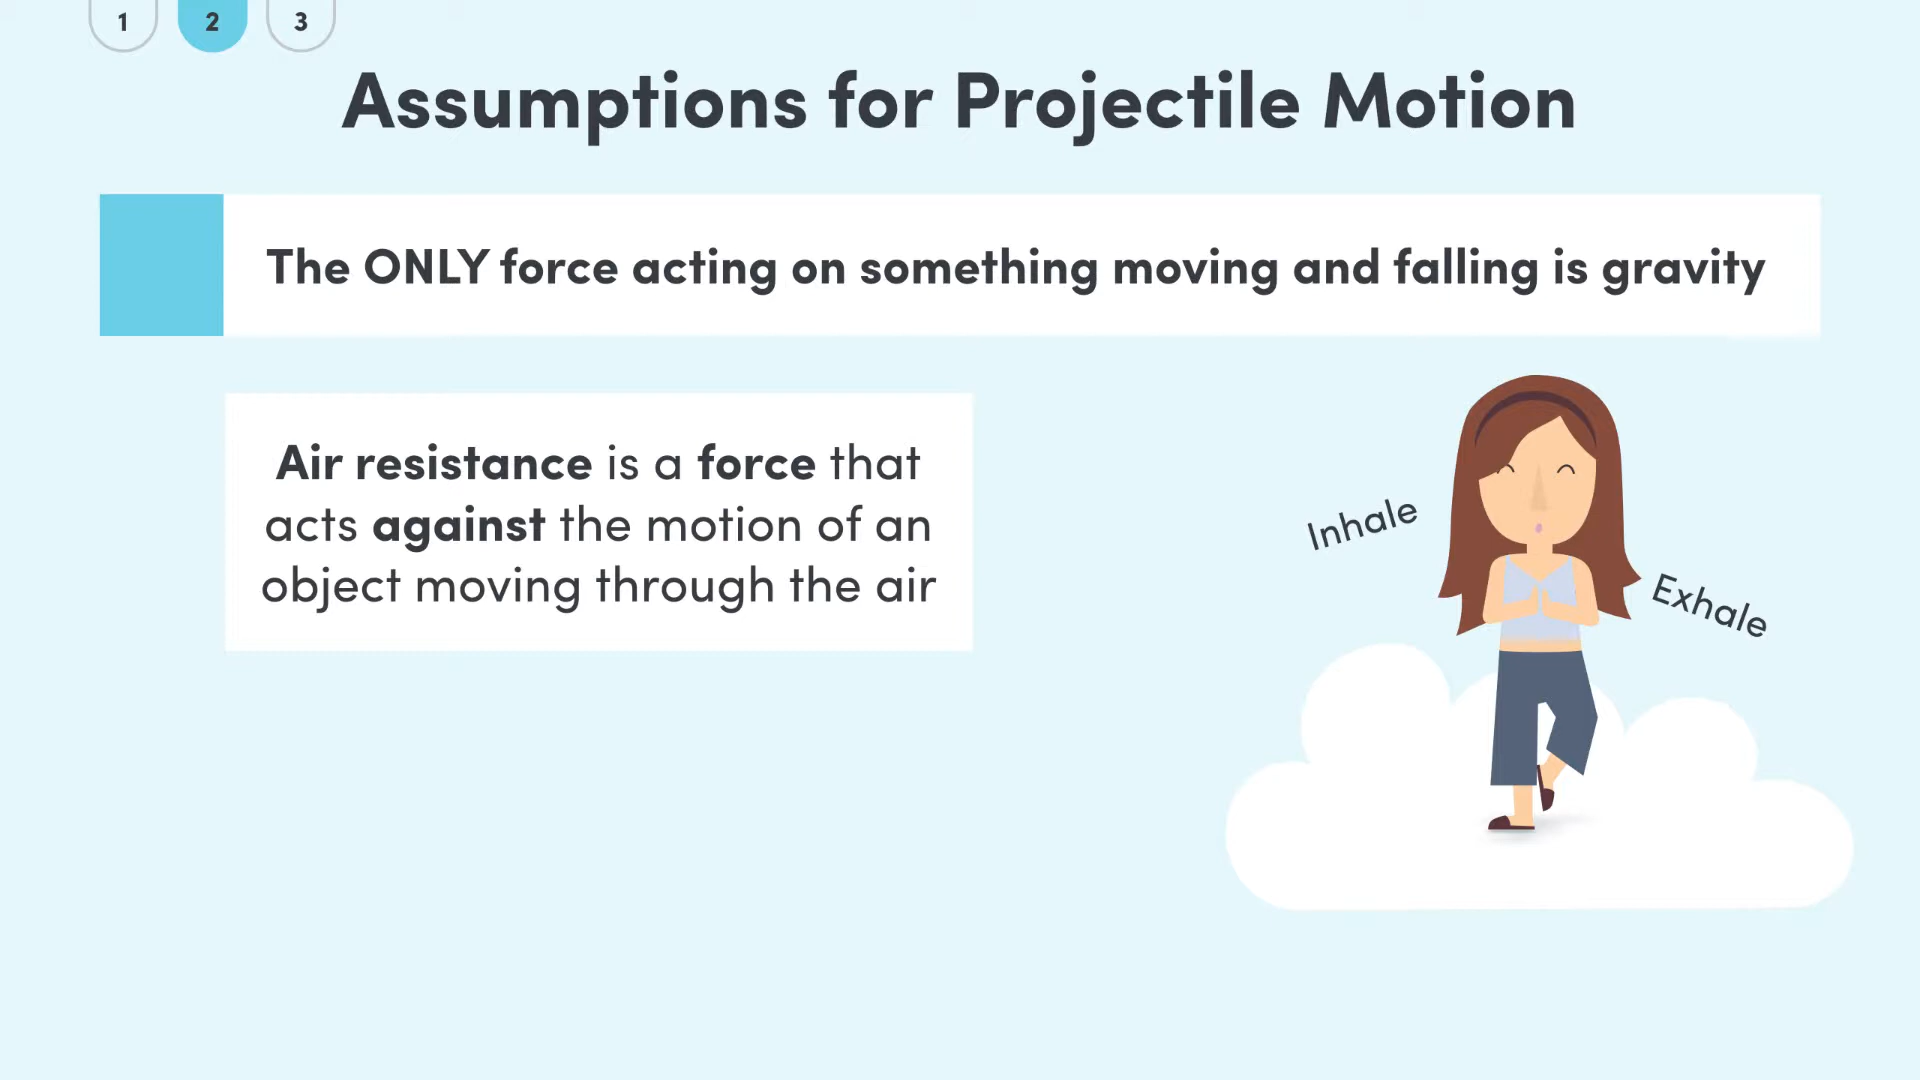 1 2 3
Assumptions for Projectile Motion
The ONLY force acting on something moving and falling is gravity
Air resistance is a force that
acts against the motion of an
object moving through the air
Inhale
Exhale